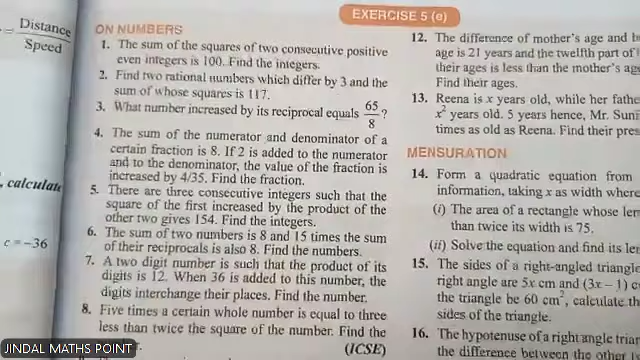 Distance
Speed
, calculate
c = −36
EXERCISE 5 (e)
ON NUMBERS
1. The sum of the squares of two consecutive positive
even integers is 100. Find the integers.
2. Find two rational numbers which differ by 3 and the
sum of whose squares is 117.
3. What number increased by its reciprocal equals 65/8?
4. The sum of the numerator and denominator of a
certain fraction is 8. If 2 is added to the numerator
and to the denominator, the value of the fraction is
increased by 4/35. Find the fraction.
5. There are three consecutive integers such that the
square of the first increased by the product of the
other two gives 154. Find the integers.
6. The sum of two numbers is 8 and 15 times the sum
of their reciprocals is also 8. Find the numbers.
7. A two digit number is such that the product of its
digits is 12. When 36 is added to this number, the
digits interchange their places. Find the number.
8. Five times a certain whole number is equal to three
less than twice the square of the number. Find the
(ICSE)
12. The difference of mother's age and
age is 21 years and the twelfth part of
their ages is less than the mother's age
Find their ages.
13. Reena is x years old, while her
x² years old. 5 years hence, Mr.
times as old as Reena. Find their
MENSURATION
14. Form a quadratic equation from
information, taking x as width where
(i) The area of a rectangle whose
than twice its width is 75.
(ii) Solve the equation and find its
15. The sides of a right-angled
right angle are 5x cm and (3x − 1)
the triangle be 60 cm², calculate
sides of the triangle.
16. The hypotenuse of a right
the difference between the other
JINDAL MATHS POINT